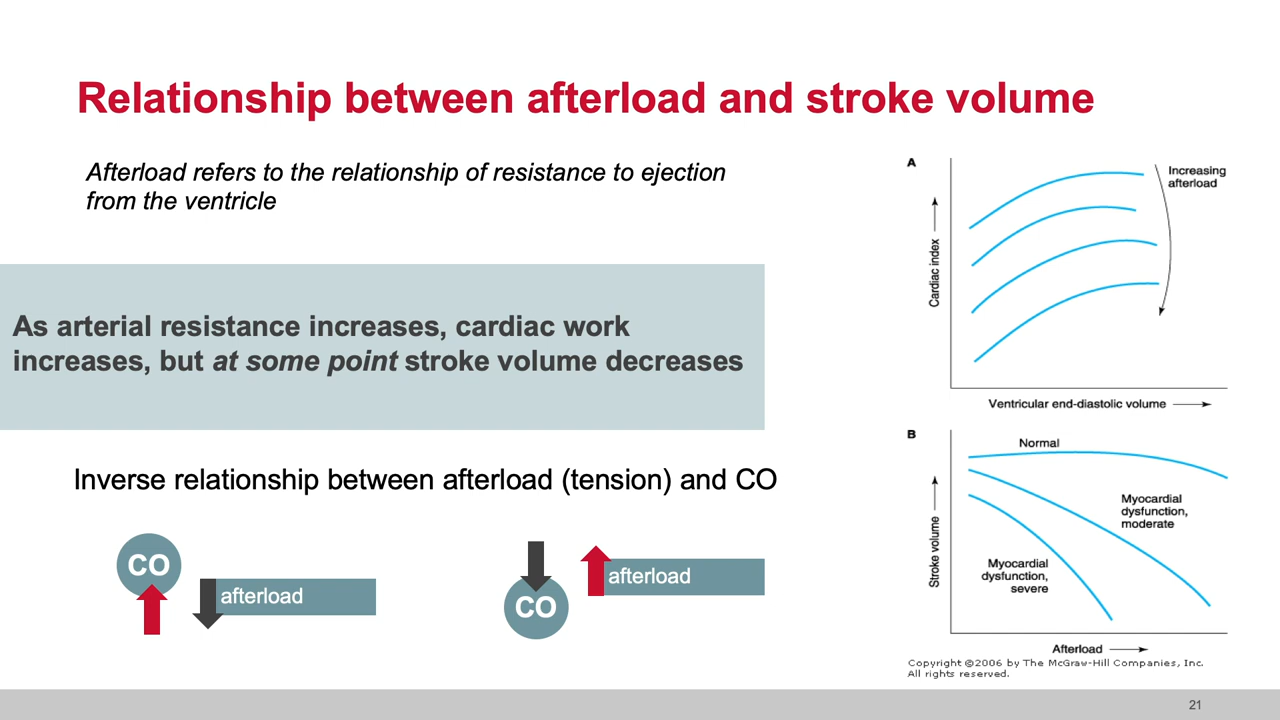 Relationship between afterload and stroke volume
Afterload refers to the relationship of resistance to ejection
from the ventricle
As arterial resistance increases, cardiac work
increases, but at some point stroke volume decreases
Inverse relationship between afterload (tension) and CO
CO
afterload
CO
afterload
A
Increasing
afterload
Cardiac index
Ventricular end-diastolic volume
B
Normal
Myocardial
dysfunction,
moderate
Myocardial
dysfunction,
severe
Stroke volume
Afterload
Copyright ©2006 by The McGraw-Hill Companies, Inc.
All rights reserved.
21